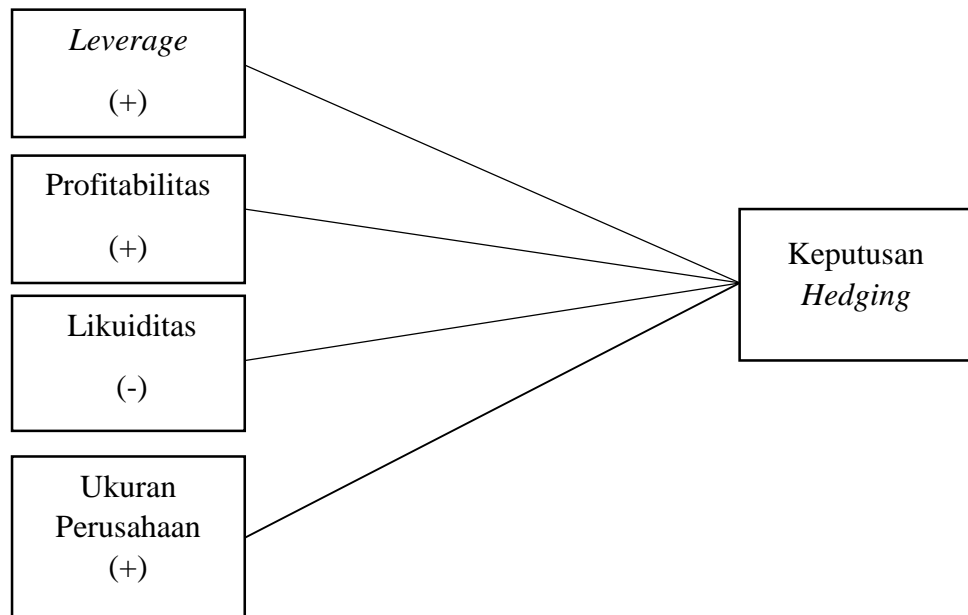 Leverage
(+)
Profitabilitas
(+)
Likuiditas
(-)
Ukuran
Perusahaan
(+)
Keputusan
Hedging